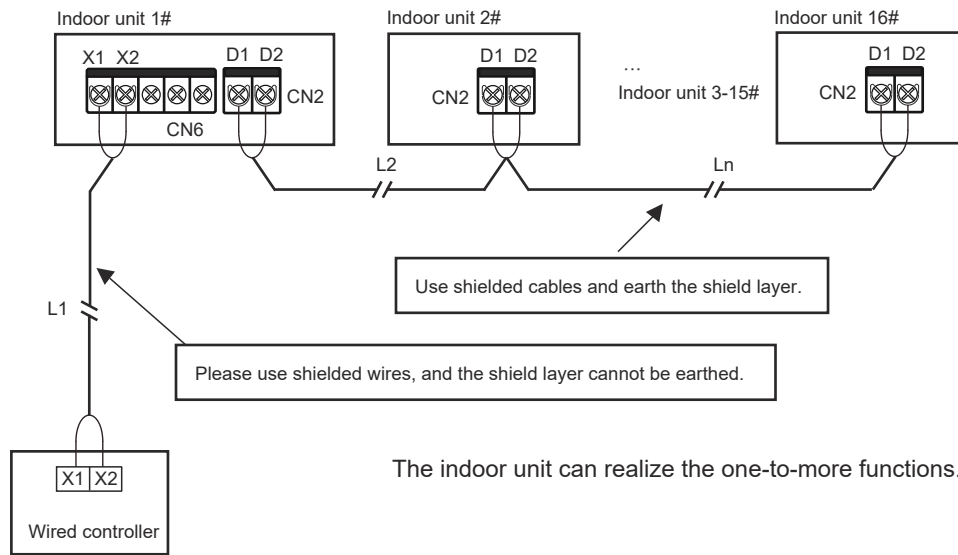 Indoor unit 1#
Indoor unit 2#
Indoor unit 16#
X1 X2
D1 D2
CN2
CN6
D1 D2
CN2
...
Indoor unit 3-15#
D1 D2
CN2
L2
Ln
Use shielded cables and earth the shield layer.
L1
Please use shielded wires, and the shield layer cannot be earthed.
X1 X2
Wired controller
The indoor unit can realize the one-to-more functions.